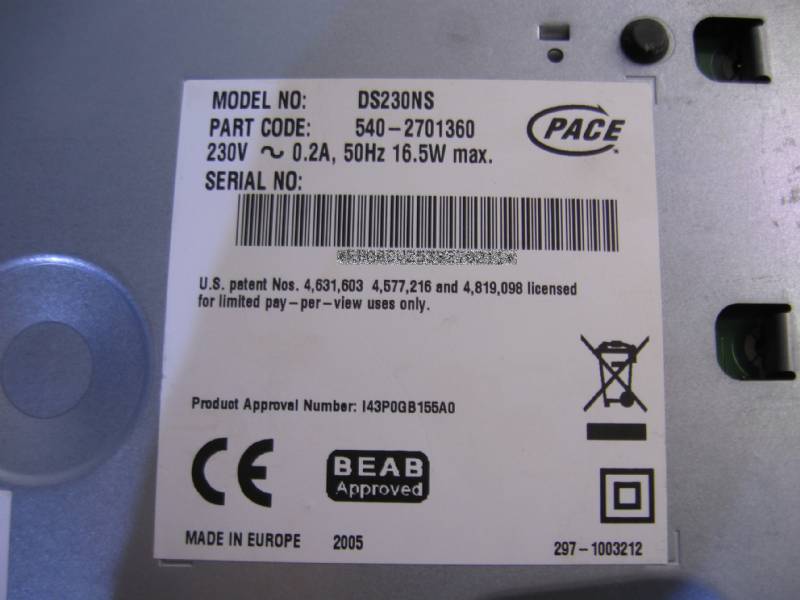 MODEL NO: DS230NS
PART CODE: 540-2701360
PACE
230V ~ 0.2A, 50Hz 16.5W max.
SERIAL NO:
U.S. patent Nos. 4,631,603 4,577,216 and 4,819,098 licensed
for limited pay-per-view uses only.
Product Approval Number: I43P0GB155A0
CE
BEAB
Approved
MADE IN EUROPE 2005
297-1003212